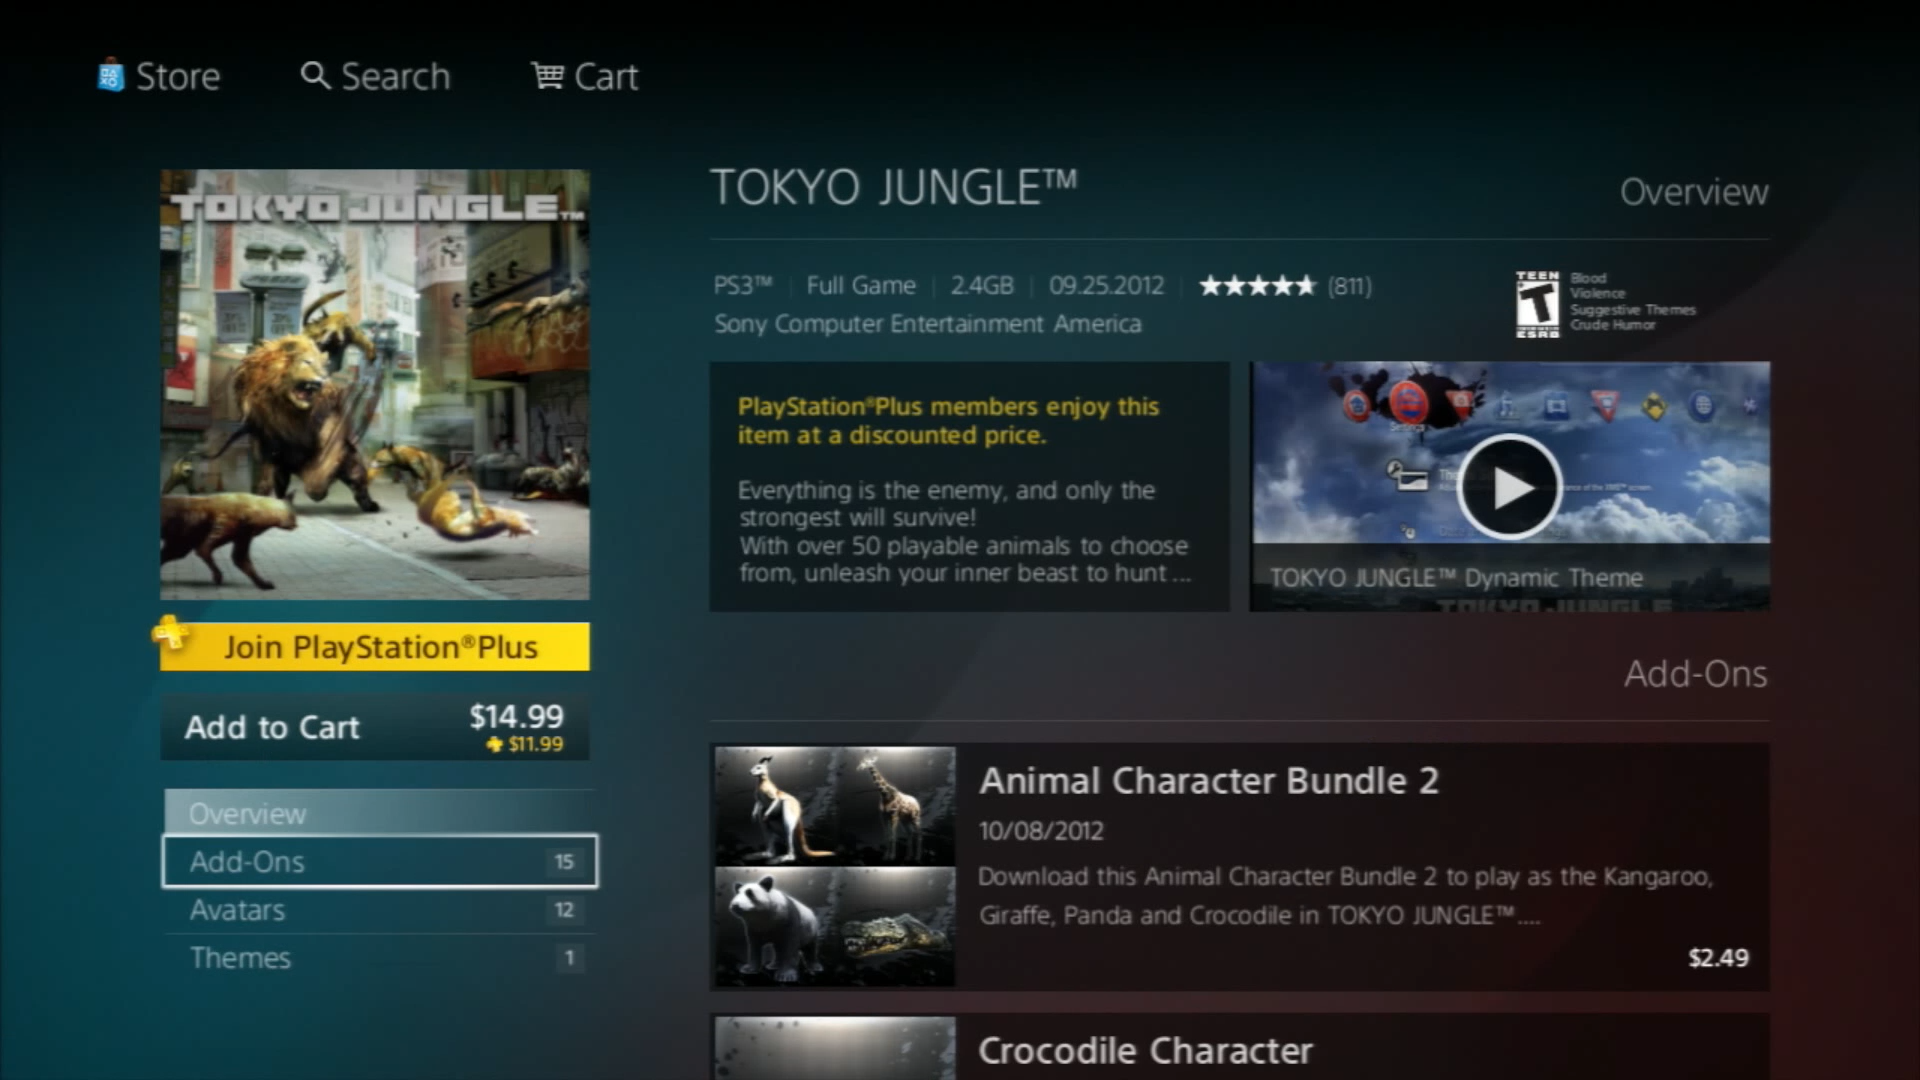 Store
Search
Cart
TOKYO JUNGLE™
Join PlayStation®Plus
Add to Cart
$14.99
$11.99
Overview
Add-Ons 15
Avatars 12
Themes 1
TOKYO JUNGLE™
Overview
PS3™ | Full Game | 2.4GB | 09.25.2012 | (811)
Sony Computer Entertainment America
TEEN
T
ESRB
Blood
Violence
Suggestive Themes
Crude Humor
PlayStation®Plus members enjoy this
item at a discounted price.
Everything is the enemy, and only the
strongest will survive!
With over 50 playable animals to choose
from, unleash your inner beast to hunt ...
Settings
TOKYO JUNGLE™ Dynamic Theme
TOKYO JUNGLE
Add-Ons
Animal Character Bundle 2
10/08/2012
Download this Animal Character Bundle 2 to play as the Kangaroo,
Giraffe, Panda and Crocodile in TOKYO JUNGLE™....
$2.49
Crocodile Character